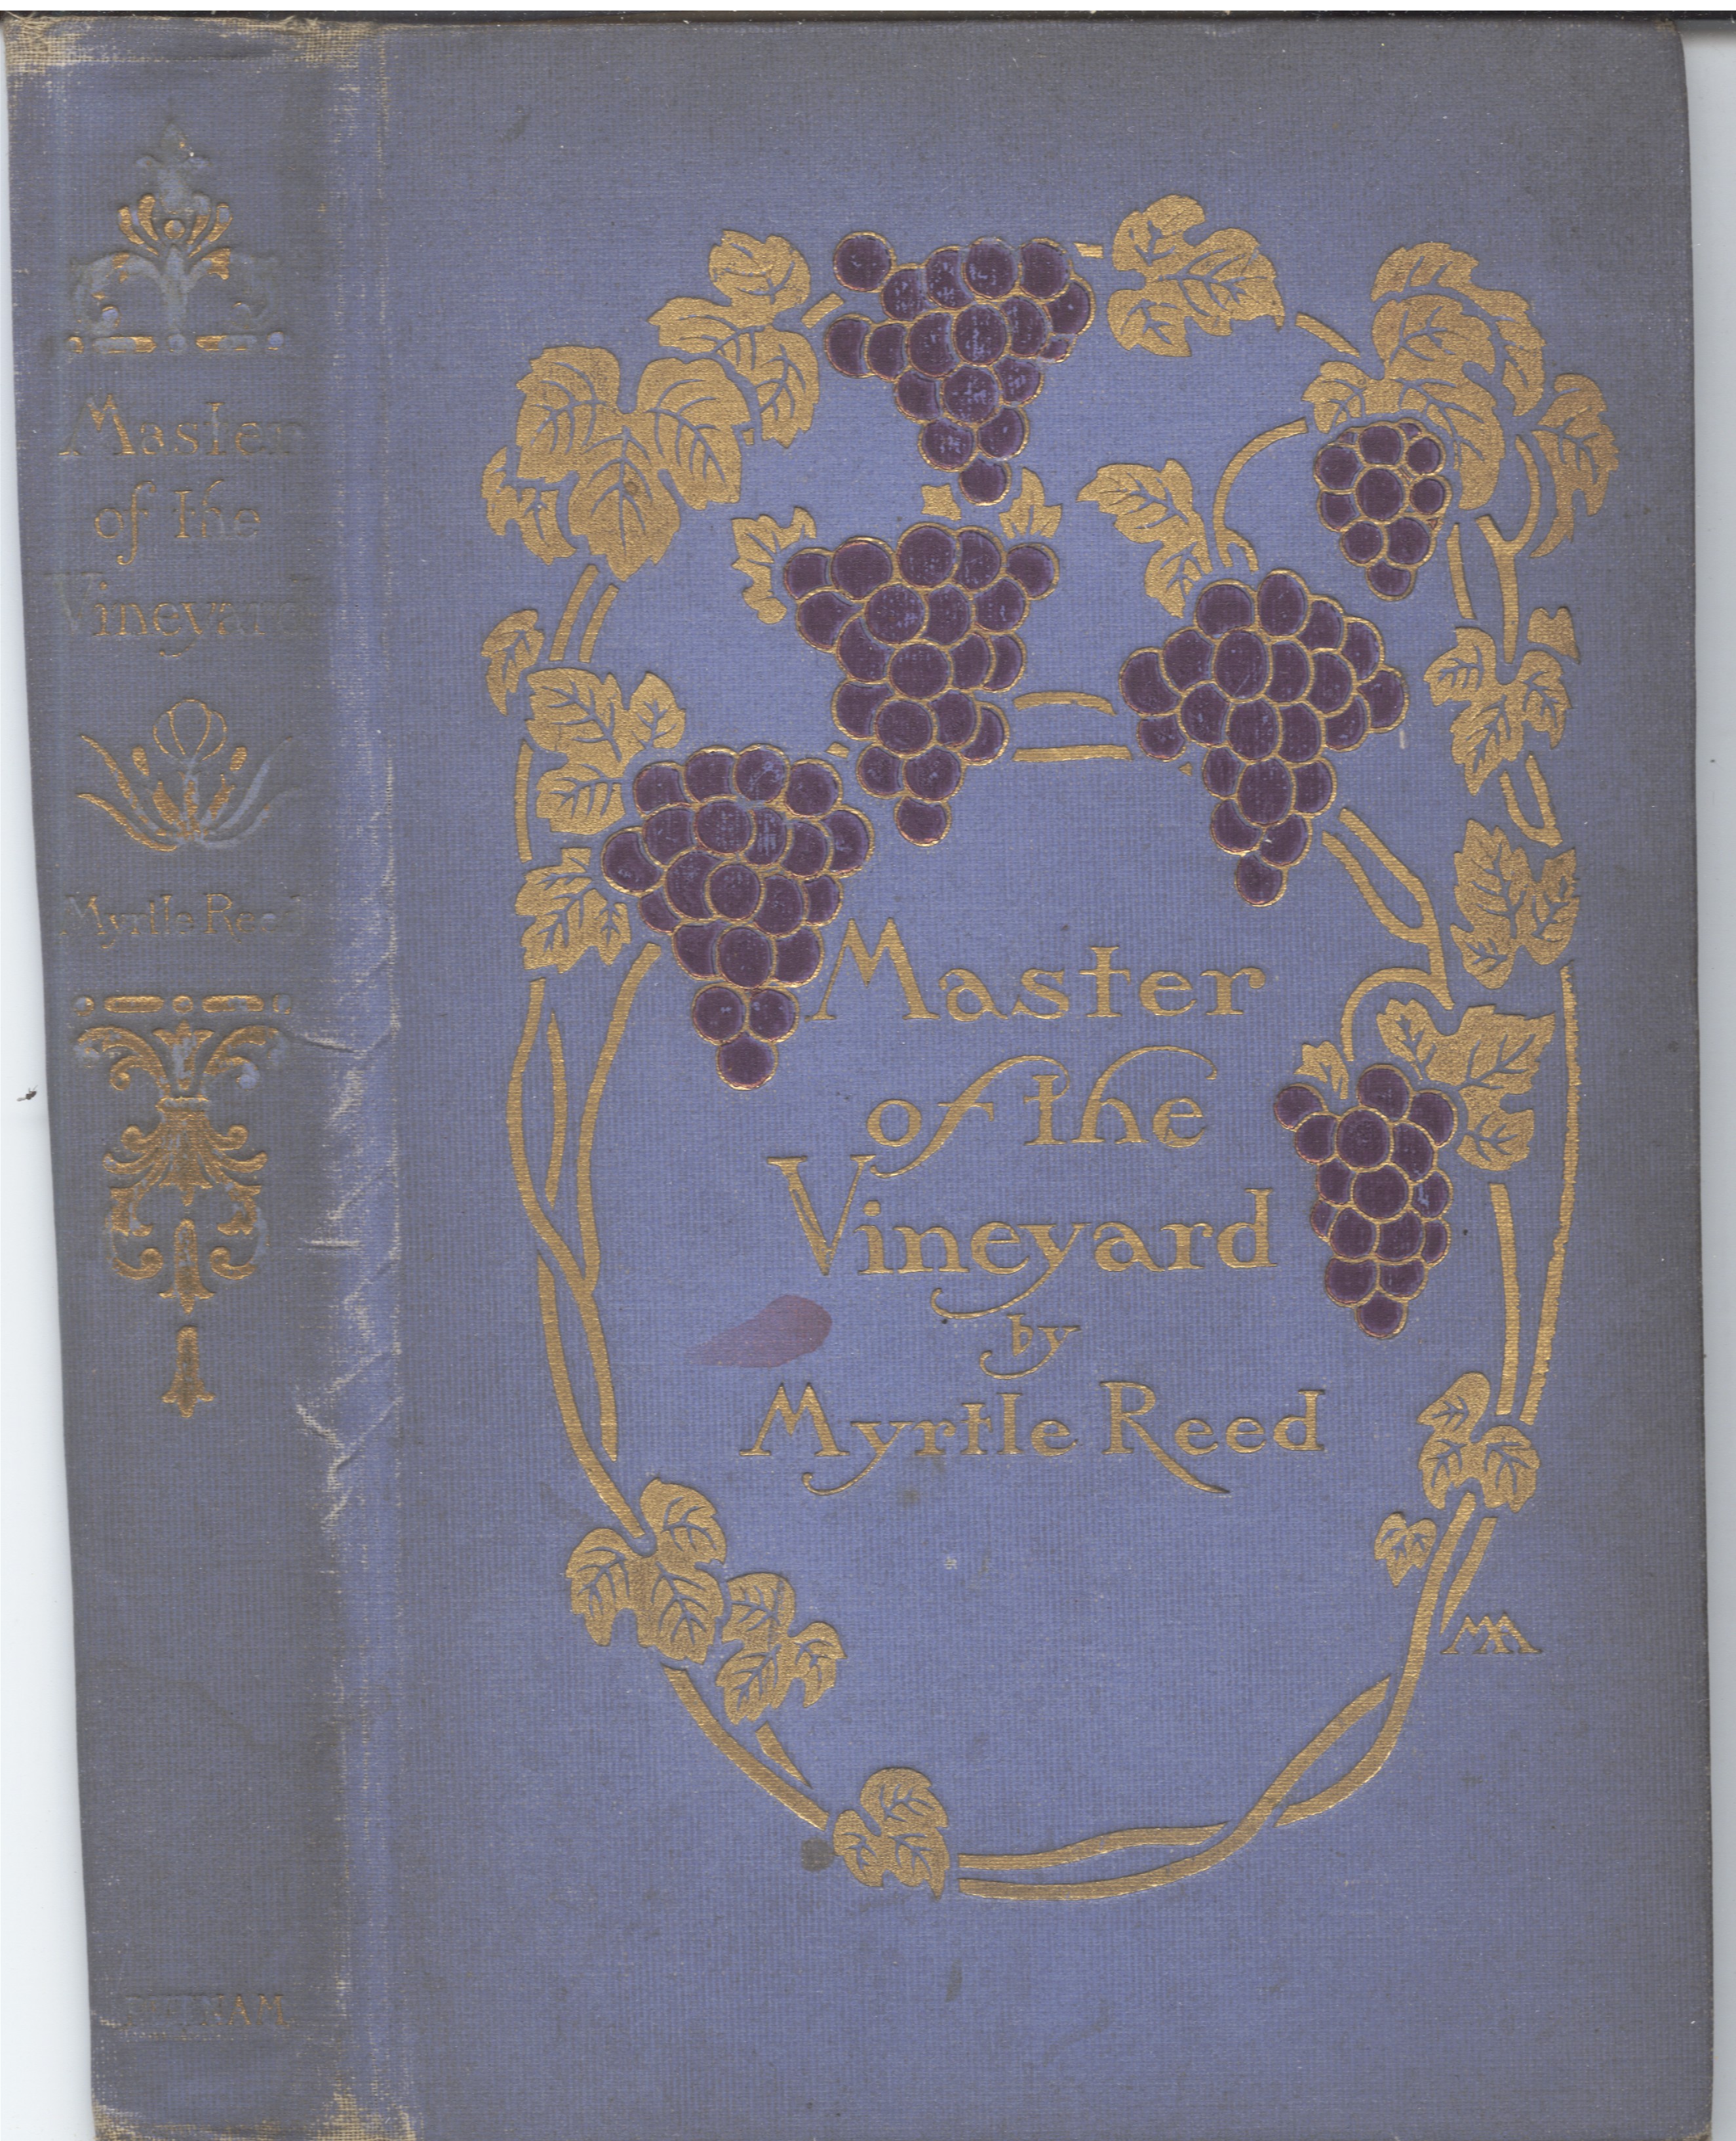 Master
of the
Vineyard
Myrtle Reed
PUTNAM
Master
of the
Vineyard
by
Myrtle Reed